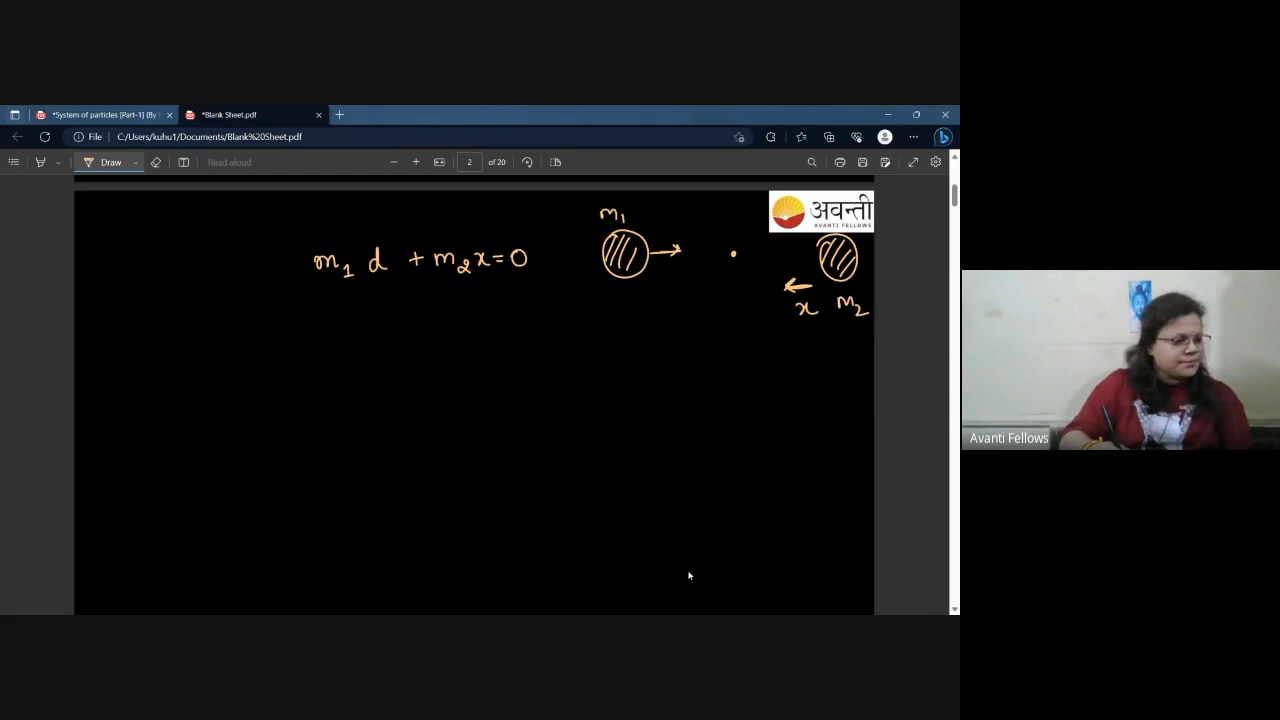 *System of particles [Part-1] (By
*Blank Sheet.pdf
File C:/Users/kuhu1/Documents/Blank%20Sheet.pdf
Draw Read aloud 2 of 20
अवन्ती
AVANTI FELLOWS
m₁
m₁ d + m₂x=0
x m₂
Avanti Fellows